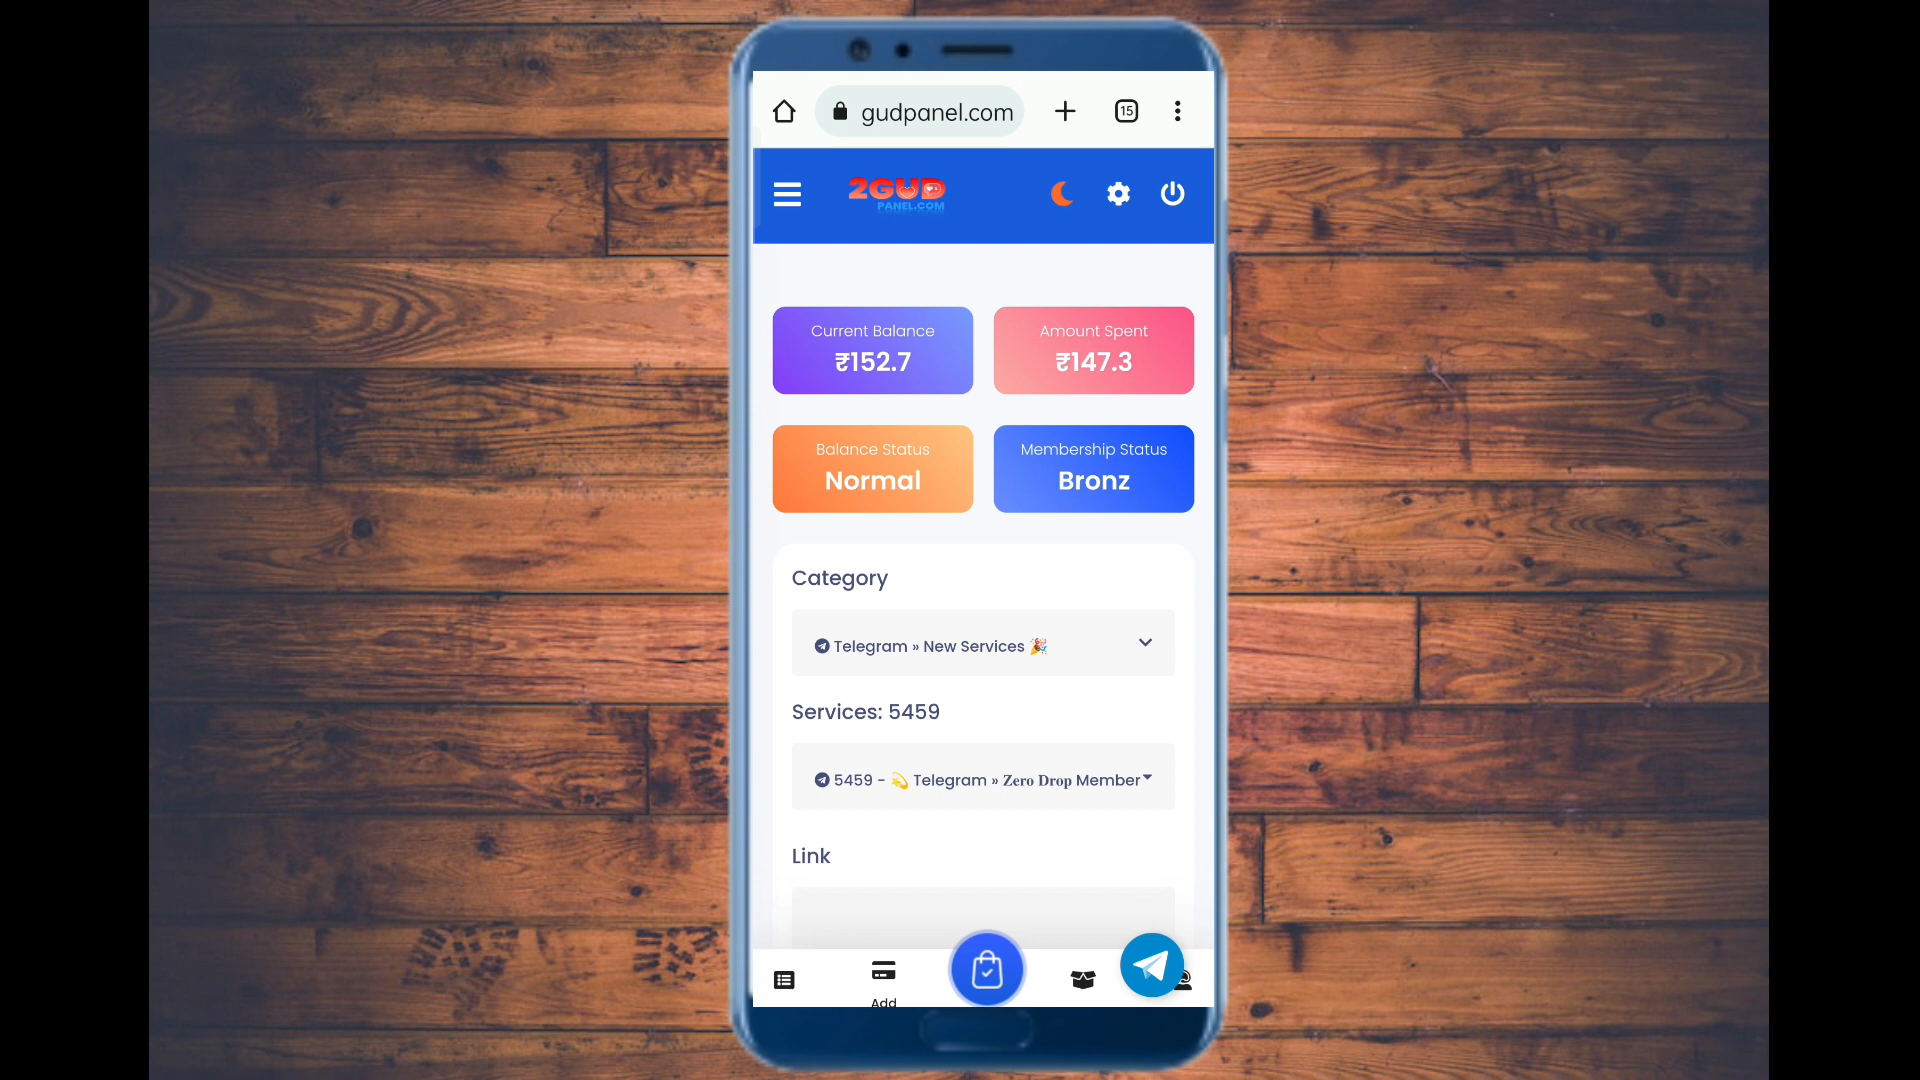 gudpanel.com
15
2GUD
PANEL.COM
Current Balance
₹152.7
Amount Spent
₹147.3
Balance Status
Normal
Membership Status
Bronz
Category
Telegram » New Services 🎉
Services: 5459
5459 - 💫 Telegram » 𝐙𝐞𝐫𝐨 𝐃𝐫𝐨𝐩 Member
Link
Add